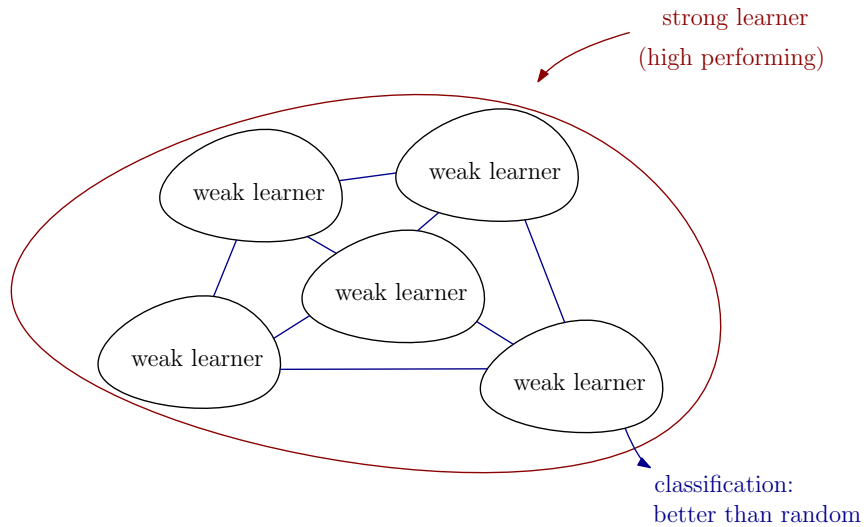 strong learner
(high performing)
weak learner
weak learner
weak learner
weak learner
weak learner
classification:
better than random